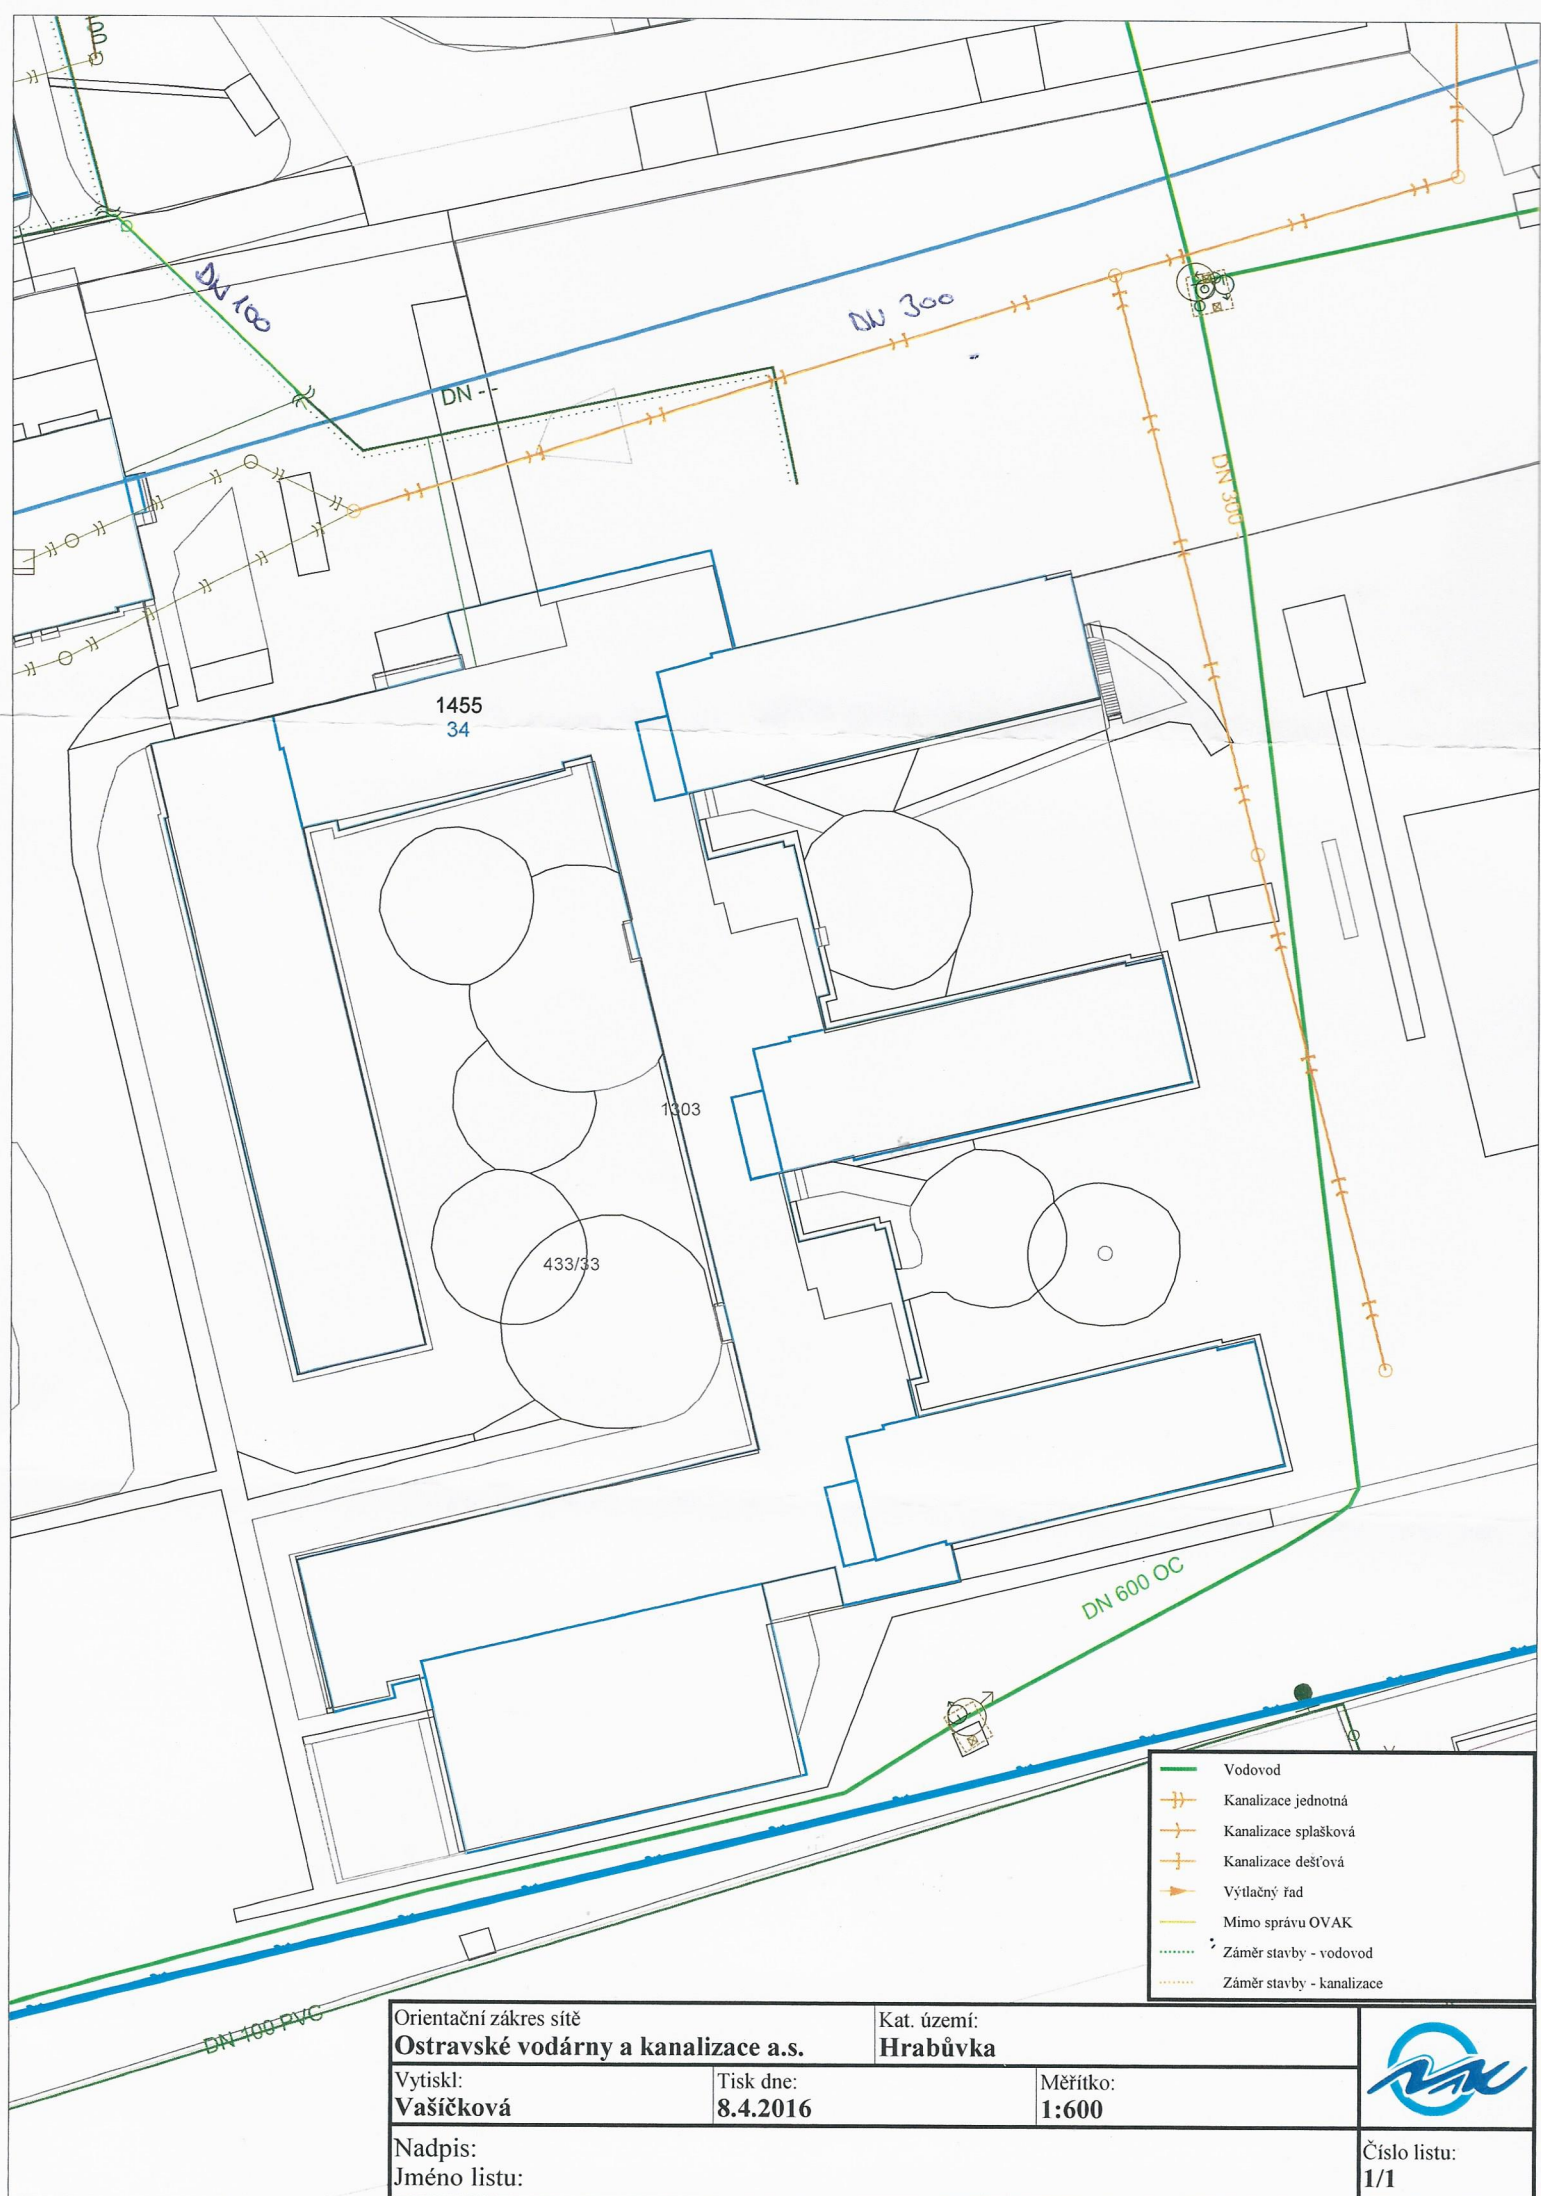 DN 100
DN 300
DN --
DN 300
1455
34
1303
433/33
DN 600 OC
Vodovod
Kanalizace jednotná
Kanalizace splašková
Kanalizace dešťová
Výtlačný řad
Mimo správu OVAK
Záměr stavby - vodovod
Záměr stavby - kanalizace
DN 100 PVC
Orientační zákres sítě
Ostravské vodárny a kanalizace a.s.
Kat. území:
Hrabůvka
Vytiskl:
Vašíčková
Tisk dne:
8.4.2016
Měřítko:
1:600
Nadpis:
Jméno listu:
Číslo listu:
1/1